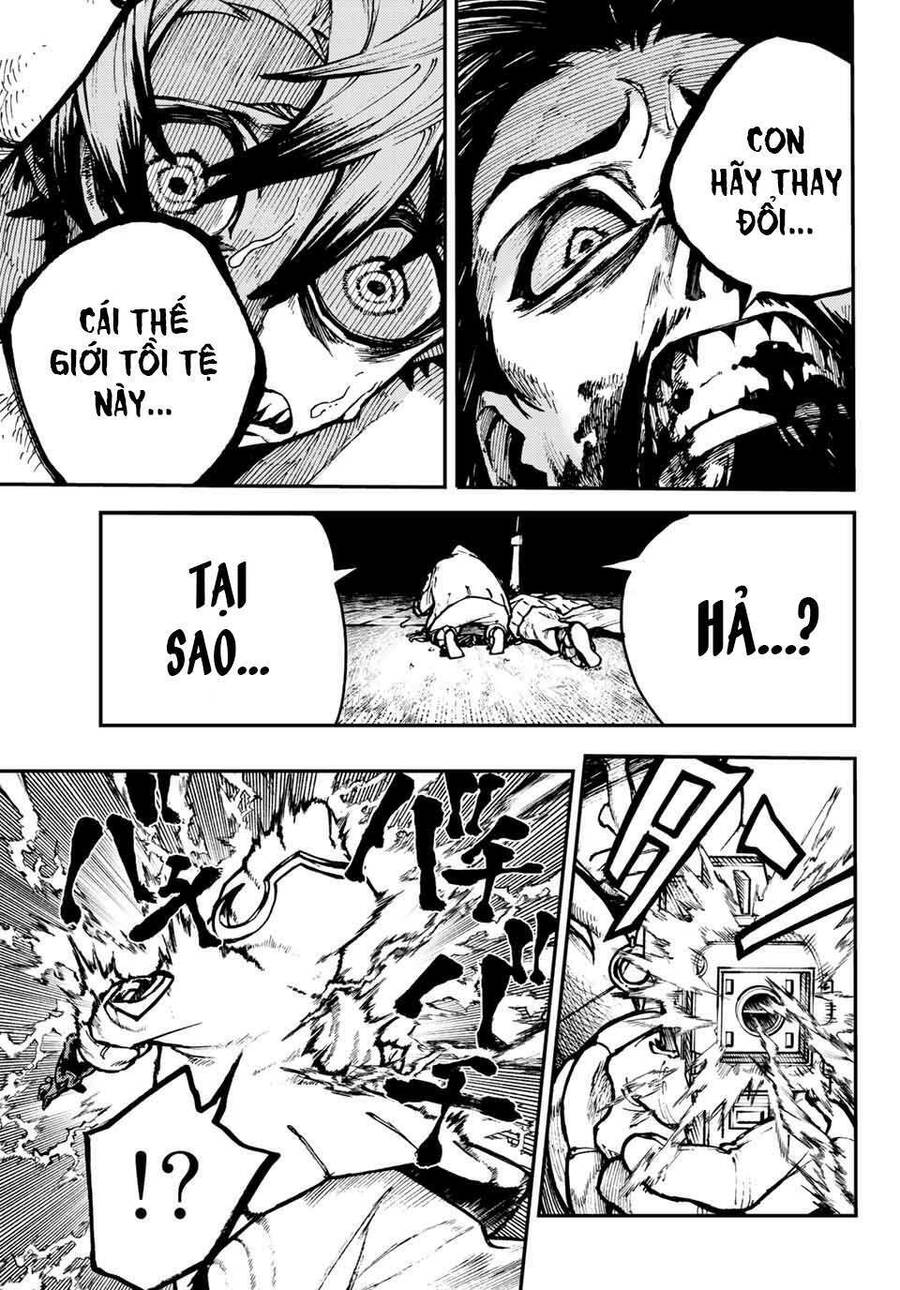 CON
HÃY THAY
ĐỔI...
CÁI THẾ
GIỚI TỒI TỆ
NÀY...
HẢ...?
TẠI
SAO...
!?